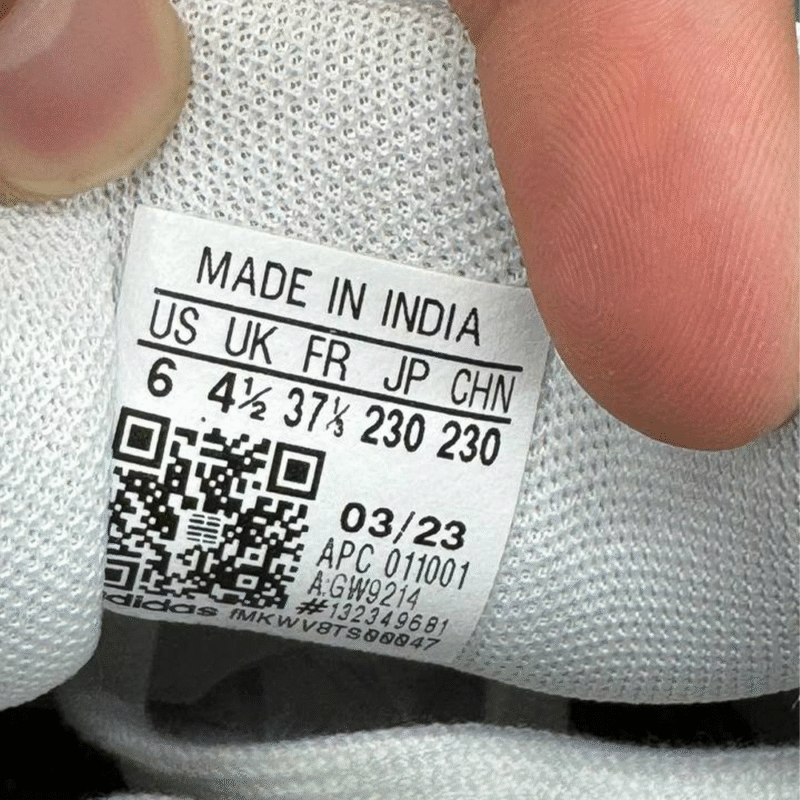 MADE IN INDIA
US UK FR JP CHN
6 4½ 37⅓ 230 230
03/23
APC 011001
A:GW9214
#132349681
adidas fMKWV8TS00047